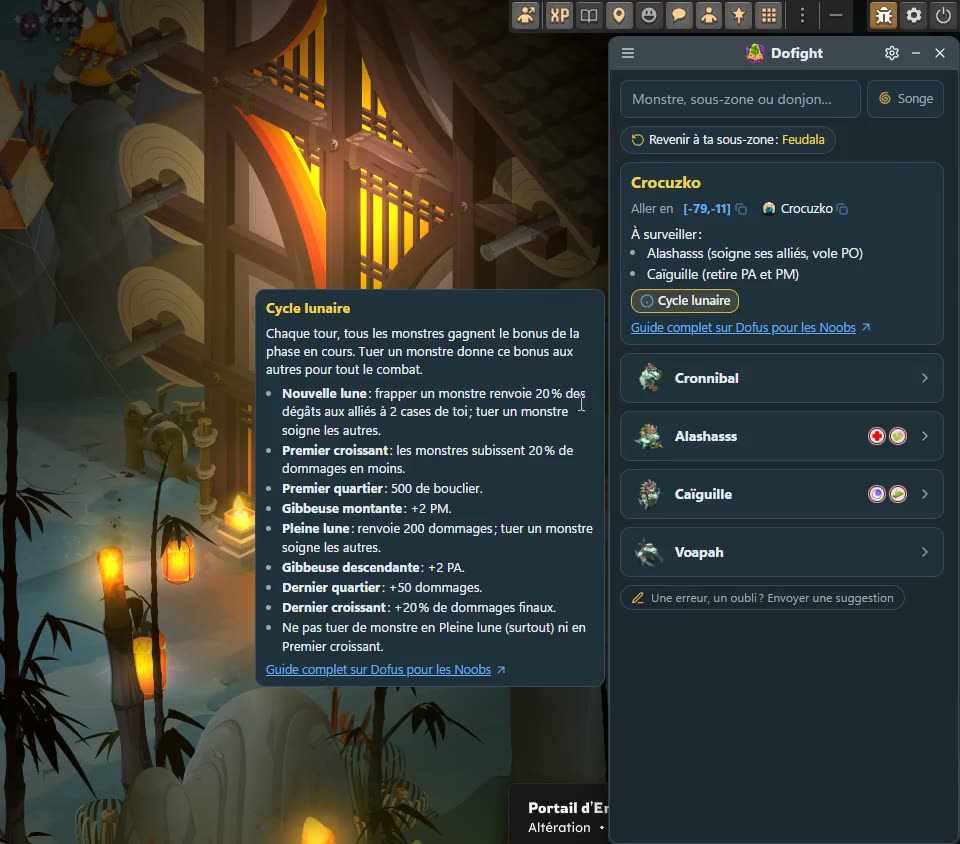 XP
Dofight
Monstre, sous-zone ou donjon...
Songe
Revenir à ta sous-zone : Feudala
Crocuzko
Aller en [-79,-11] Crocuzko
À surveiller :
• Alashasss (soigne ses alliés, vole PO)
• Caïguille (retire PA et PM)
Cycle lunaire
Guide complet sur Dofus pour les Noobs
Cronnibal
Alashasss
Caïguille
Voapah
Une erreur, un oubli ? Envoyer une suggestion
Cycle lunaire
Chaque tour, tous les monstres gagnent le bonus de la
phase en cours. Tuer un monstre donne ce bonus aux
autres pour tout le combat.
• Nouvelle lune : frapper un monstre renvoie 20 % des
dégâts aux alliés à 2 cases de toi ; tuer un monstre
soigne les autres.
• Premier croissant : les monstres subissent 20 % de
dommages en moins.
• Premier quartier : 500 de bouclier.
• Gibbeuse montante : +2 PM.
• Pleine lune : renvoie 200 dommages ; tuer un monstre
soigne les autres.
• Gibbeuse descendante : +2 PA.
• Dernier quartier : +50 dommages.
• Dernier croissant : +20 % de dommages finaux.
• Ne pas tuer de monstre en Pleine lune (surtout) ni en
Premier croissant.
Guide complet sur Dofus pour les Noobs
Portail d'Er
Altération •